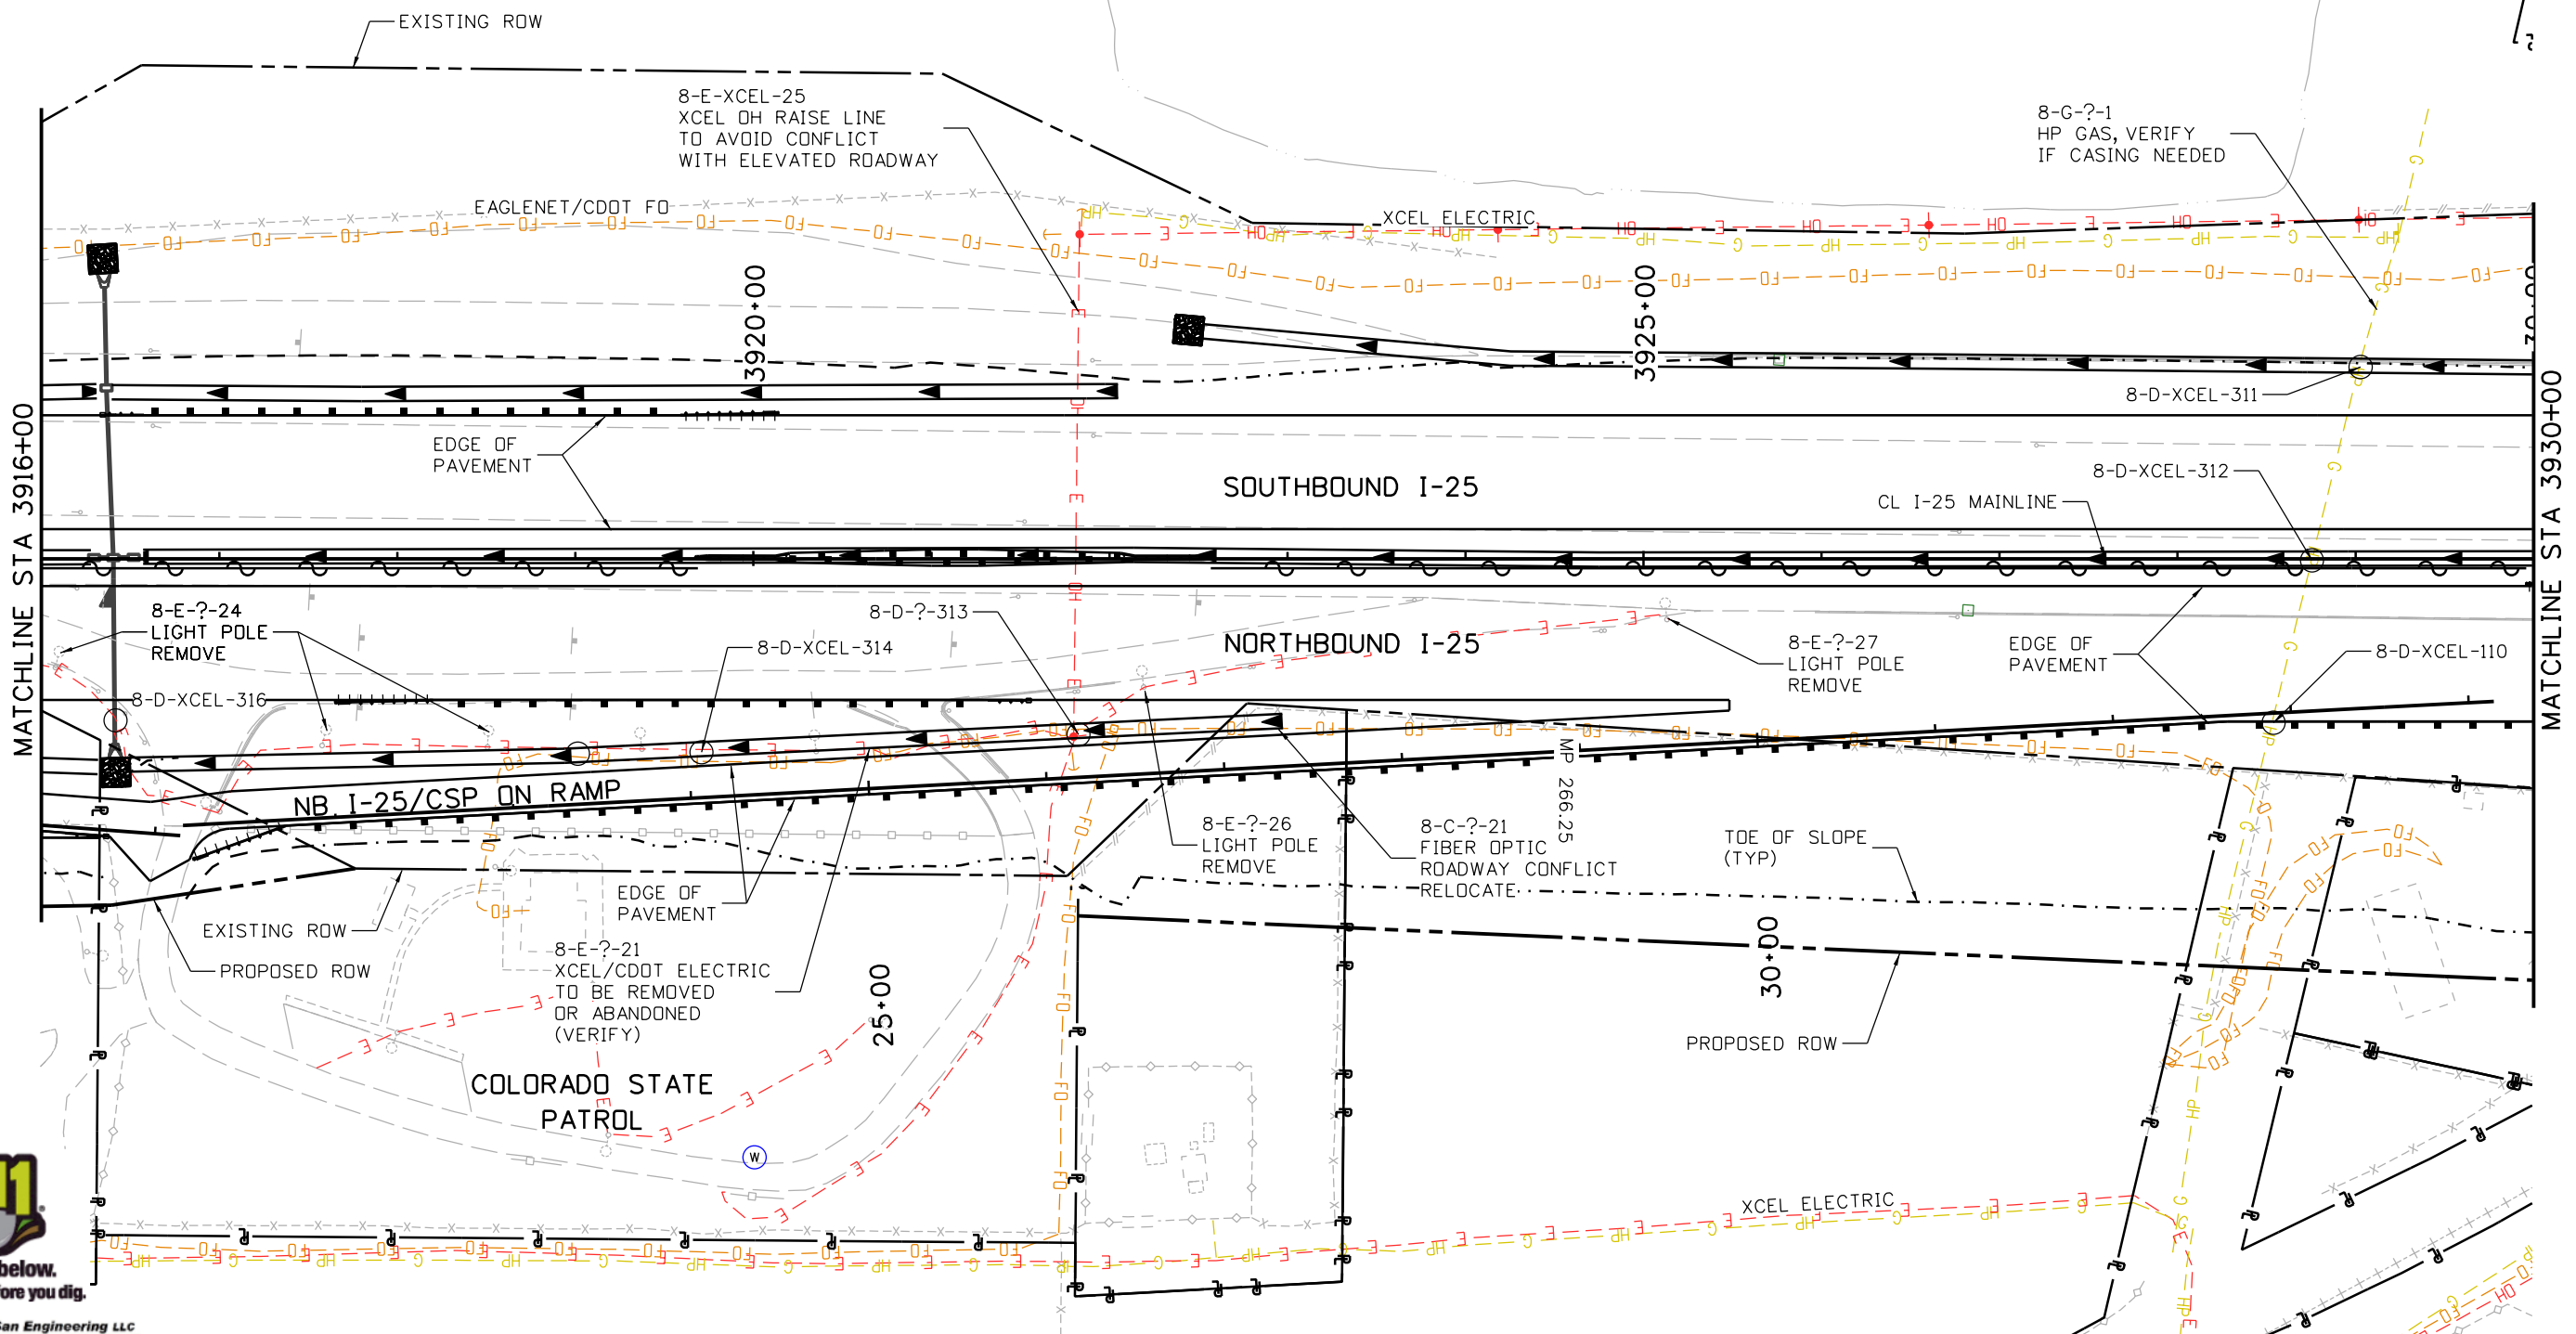 EXISTING ROW
8-E-XCEL-25
XCEL OH RAISE LINE
TO AVOID CONFLICT
WITH ELEVATED ROADWAY
8-G-?-1
HP GAS, VERIFY
IF CASING NEEDED
EAGLENET/CDOT FO
XCEL ELECTRIC
3920+00
3925+00
8-D-XCEL-311
MATCHLINE STA 3916+00
MATCHLINE STA 3930+00
EDGE OF
PAVEMENT
SOUTHBOUND I-25
8-D-XCEL-312
CL I-25 MAINLINE
8-E-?-24
LIGHT POLE
REMOVE
8-D-?-313
8-D-XCEL-314
NORTHBOUND I-25
8-E-?-27
LIGHT POLE
REMOVE
EDGE OF
PAVEMENT
8-D-XCEL-110
8-D-XCEL-316
NB I-25/CSP ON RAMP
MP 266.25
8-E-?-26
LIGHT POLE
REMOVE
8-C-?-21
FIBER OPTIC
ROADWAY CONFLICT
RELOCATE
TOE OF SLOPE
(TYP)
EDGE OF
PAVEMENT
EXISTING ROW
PROPOSED ROW
8-E-?-21
XCEL/CDOT ELECTRIC
TO BE REMOVED
OR ABANDONED
(VERIFY)
25+00
30+00
PROPOSED ROW
COLORADO STATE
PATROL
W
XCEL ELECTRIC
11
below.
fore you dig.
San Engineering LLC